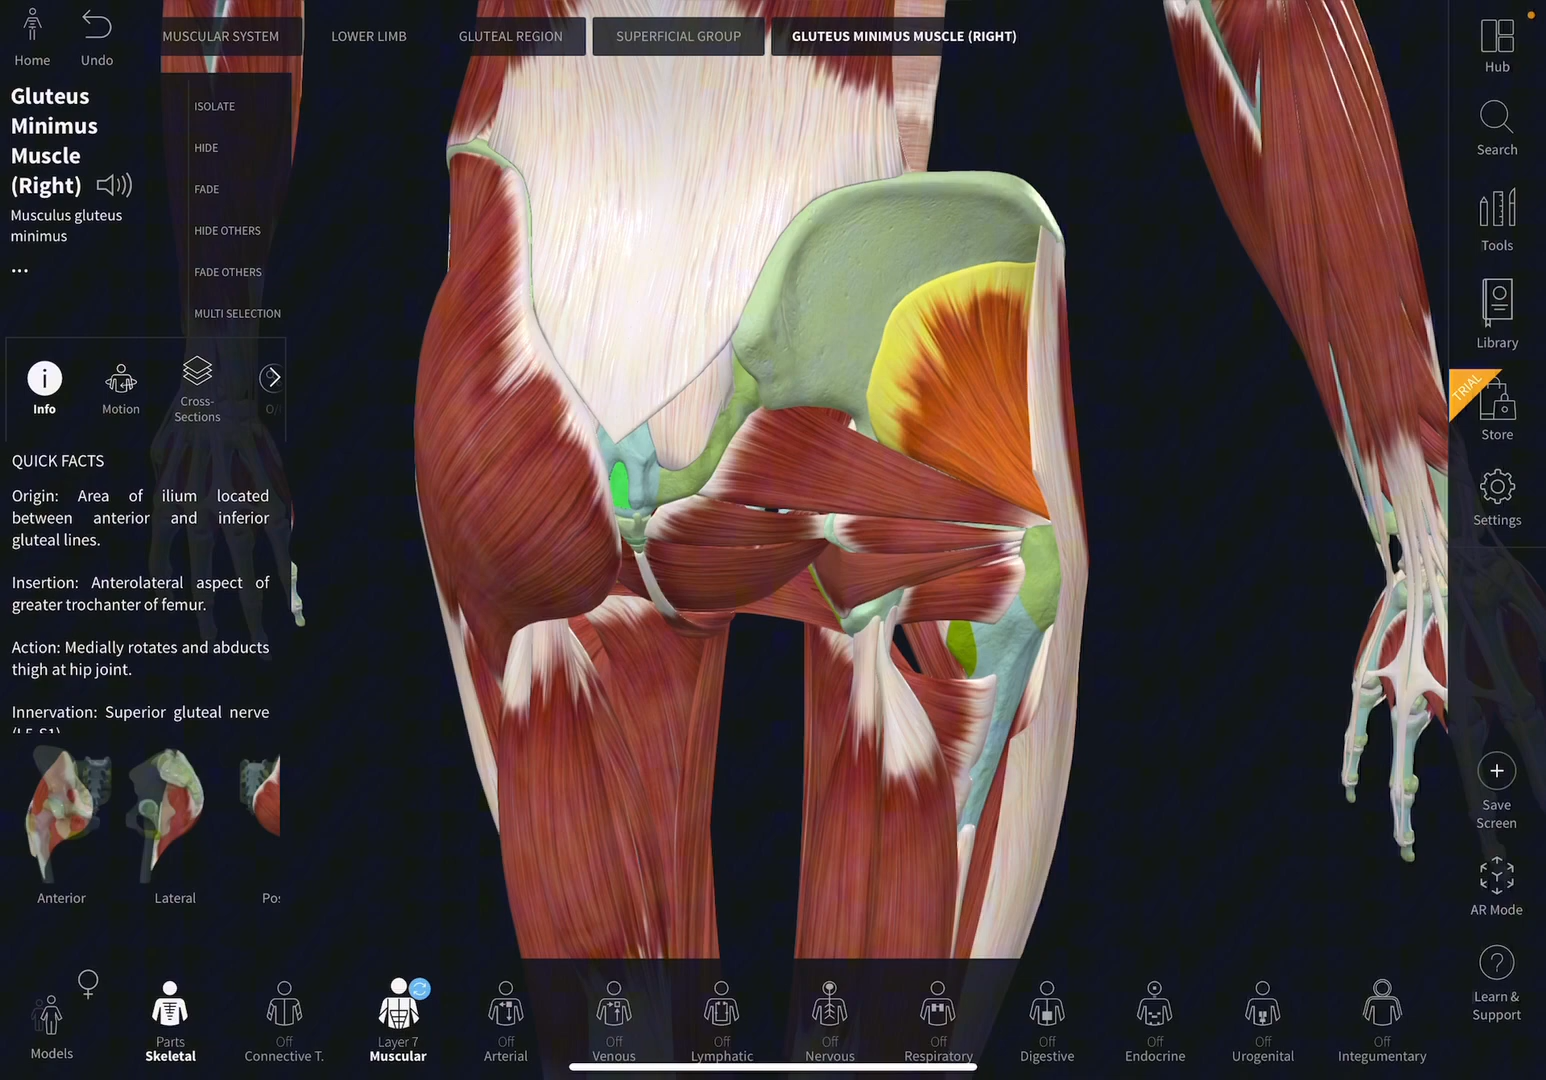 Home
Undo
MUSCULAR SYSTEM
LOWER LIMB
GLUTEAL REGION
SUPERFICIAL GROUP
GLUTEUS MINIMUS MUSCLE (RIGHT)
Gluteus
Minimus
Muscle
(Right)
Musculus gluteus
minimus
...
ISOLATE
HIDE
FADE
HIDE OTHERS
FADE OTHERS
MULTI SELECTION
Info
Motion
Cross-
Sections
QUICK FACTS
Origin: Area of ilium located
between anterior and inferior
gluteal lines.
Insertion: Anterolateral aspect of
greater trochanter of femur.
Action: Medially rotates and abducts
thigh at hip joint.
Innervation: Superior gluteal nerve
(L5-S1)
Anterior
Lateral
Hub
Search
Tools
Library
TRIAL
Store
Settings
Save
Screen
AR Mode
Learn &
Support
Models
Parts
Skeletal
Off
Connective T.
Layer 7
Muscular
Off
Arterial
Off
Venous
Off
Lymphatic
Off
Nervous
Off
Respiratory
Off
Digestive
Off
Endocrine
Off
Urogenital
Off
Integumentary